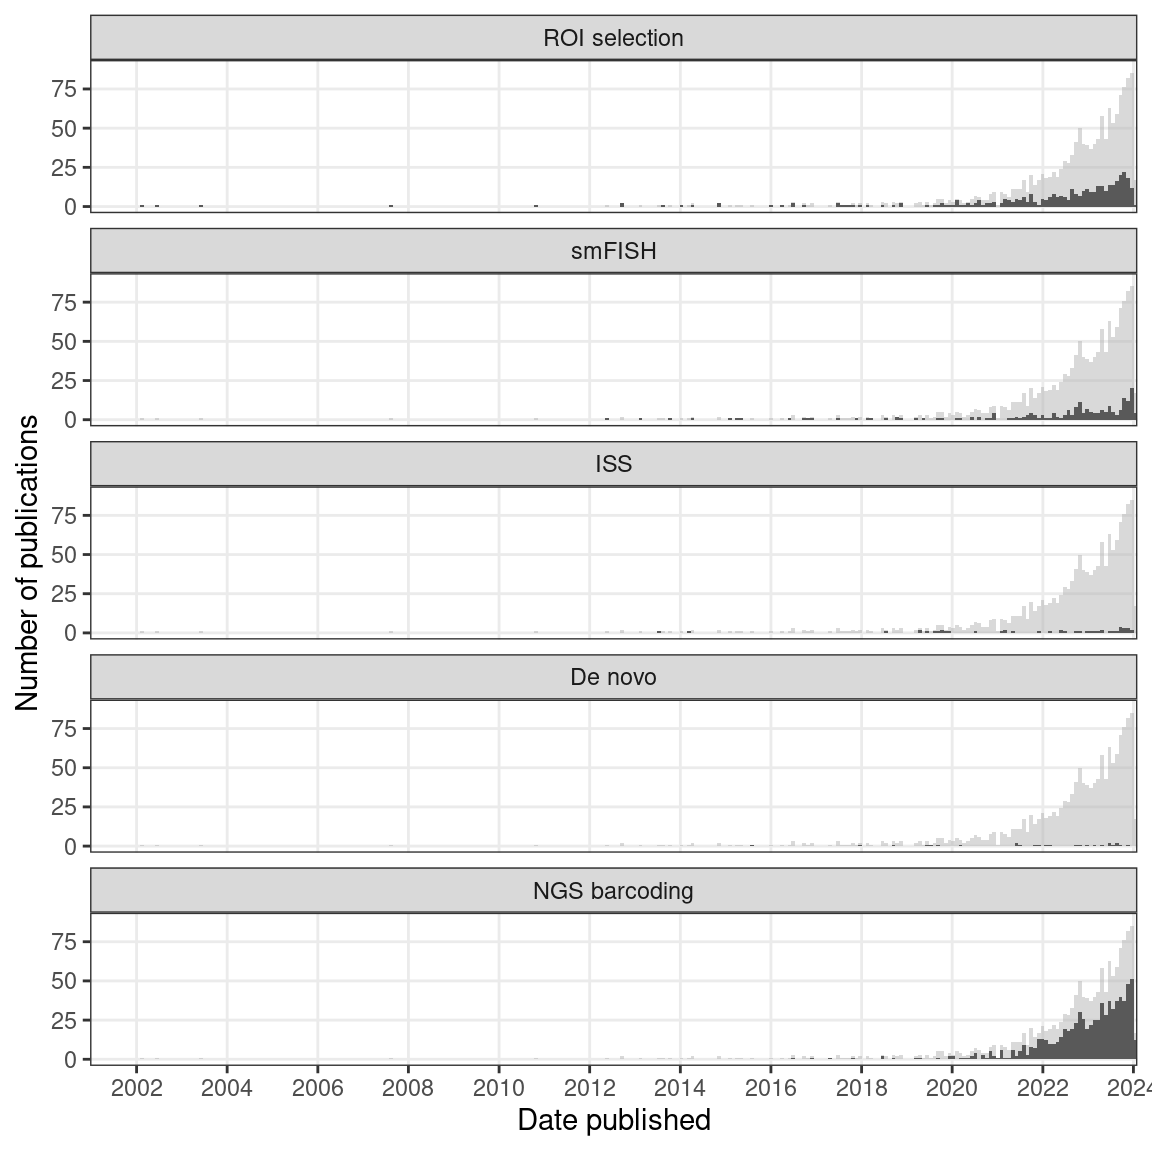 ROI selection
75
50
25
0
smFISH
75
50
25
0
ISS
75
50
25
0
De novo
75
50
25
0
NGS barcoding
75
50
25
0
Number of publications
2002 2004 2006 2008 2010 2012 2014 2016 2018 2020 2022 2024
Date published